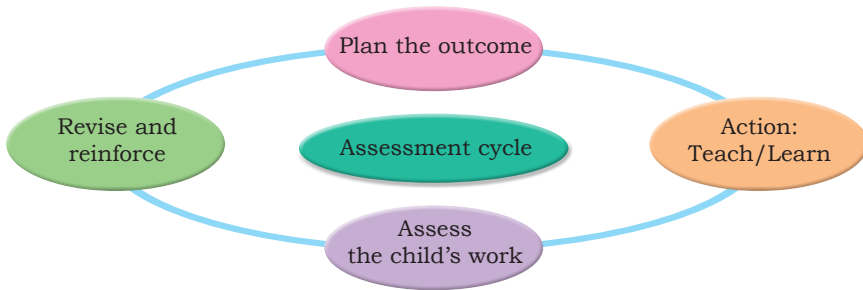 Plan the outcome
Revise and
reinforce
Assessment cycle
Action:
Teach/Learn
Assess
the child’s work